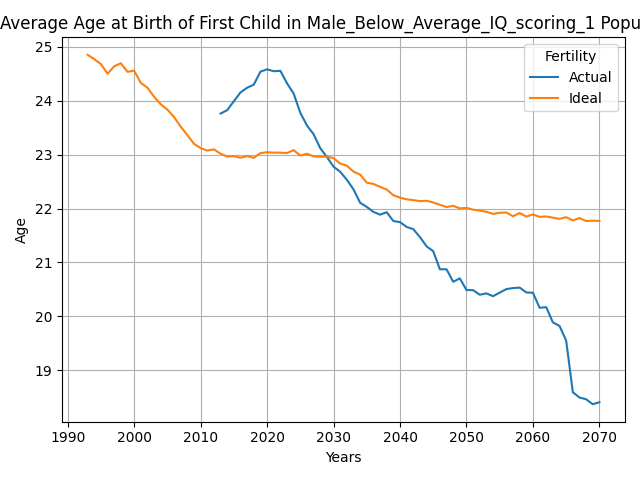 Average Age at Birth of First Child in Male_Below_Average_IQ_scoring_1 Popu
25
24
23
22
21
20
19
Age
Fertility
Actual
Ideal
1990 2000 2010 2020 2030 2040 2050 2060 2070
Years